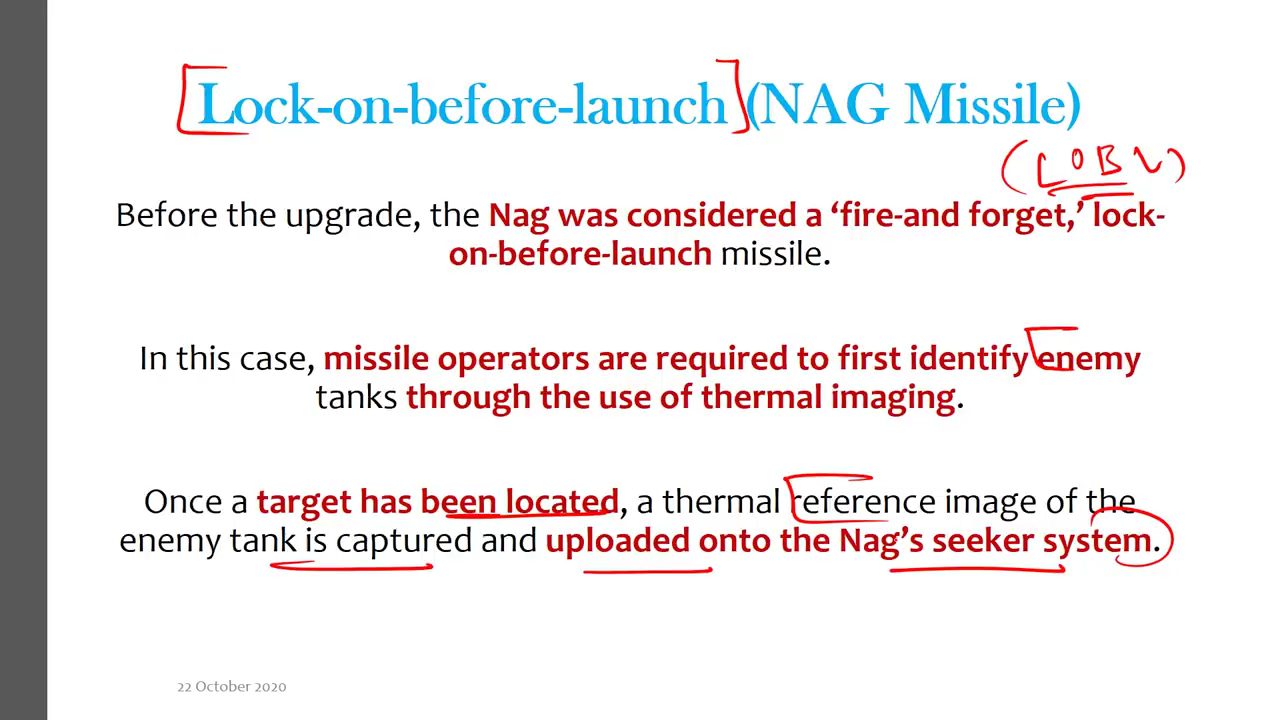 Lock-on-before-launch (NAG Missile)
(LOBL)
Before the upgrade, the Nag was considered a ‘fire-and forget,’ lock-
on-before-launch missile.
In this case, missile operators are required to first identify enemy
tanks through the use of thermal imaging.
Once a target has been located, a thermal reference image of the
enemy tank is captured and uploaded onto the Nag’s seeker system.
22 October 2020